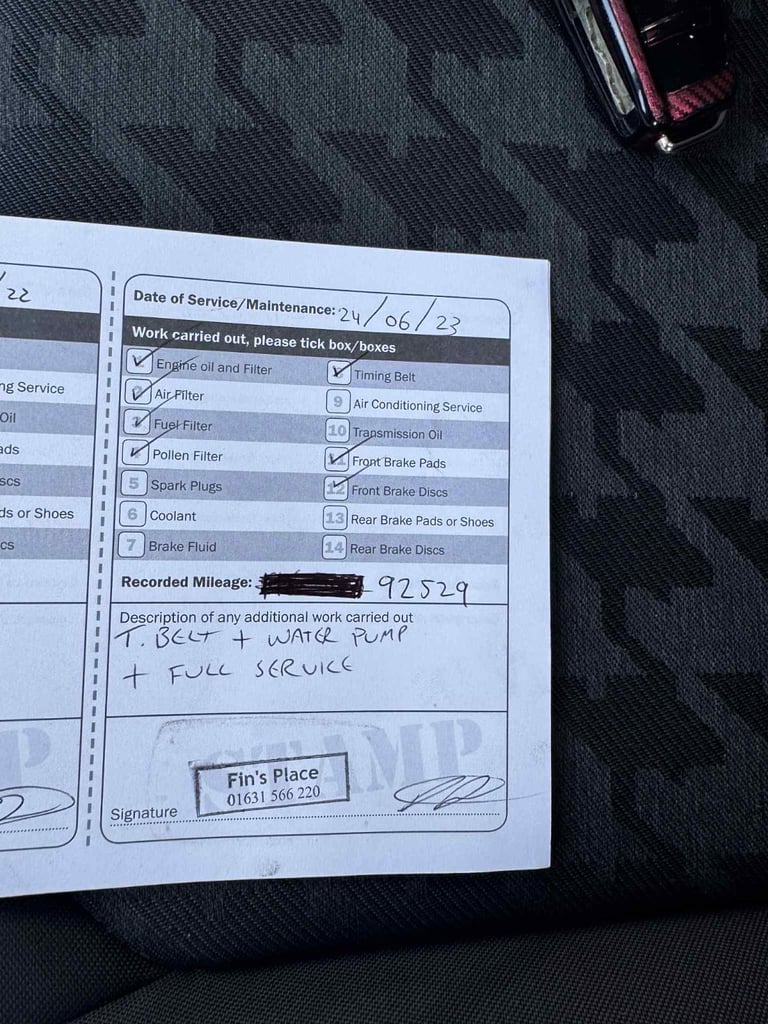 /22
ng Service
Oil
ads
scs
ds or Shoes
cs
P
Date of Service/Maintenance: 24/06/23
Work carried out, please tick box/boxes
Engine oil and Filter
Air Filter
Fuel Filter
Pollen Filter
5 Spark Plugs
6 Coolant
7 Brake Fluid
Timing Belt
9 Air Conditioning Service
10 Transmission Oil
11 Front Brake Pads
12 Front Brake Discs
13 Rear Brake Pads or Shoes
14 Rear Brake Discs
Recorded Mileage: 92529
Description of any additional work carried out
T. BELT + WATER PUMP
+ FULL SERVICE
STAMP
Fin's Place
01631 566 220
Signature